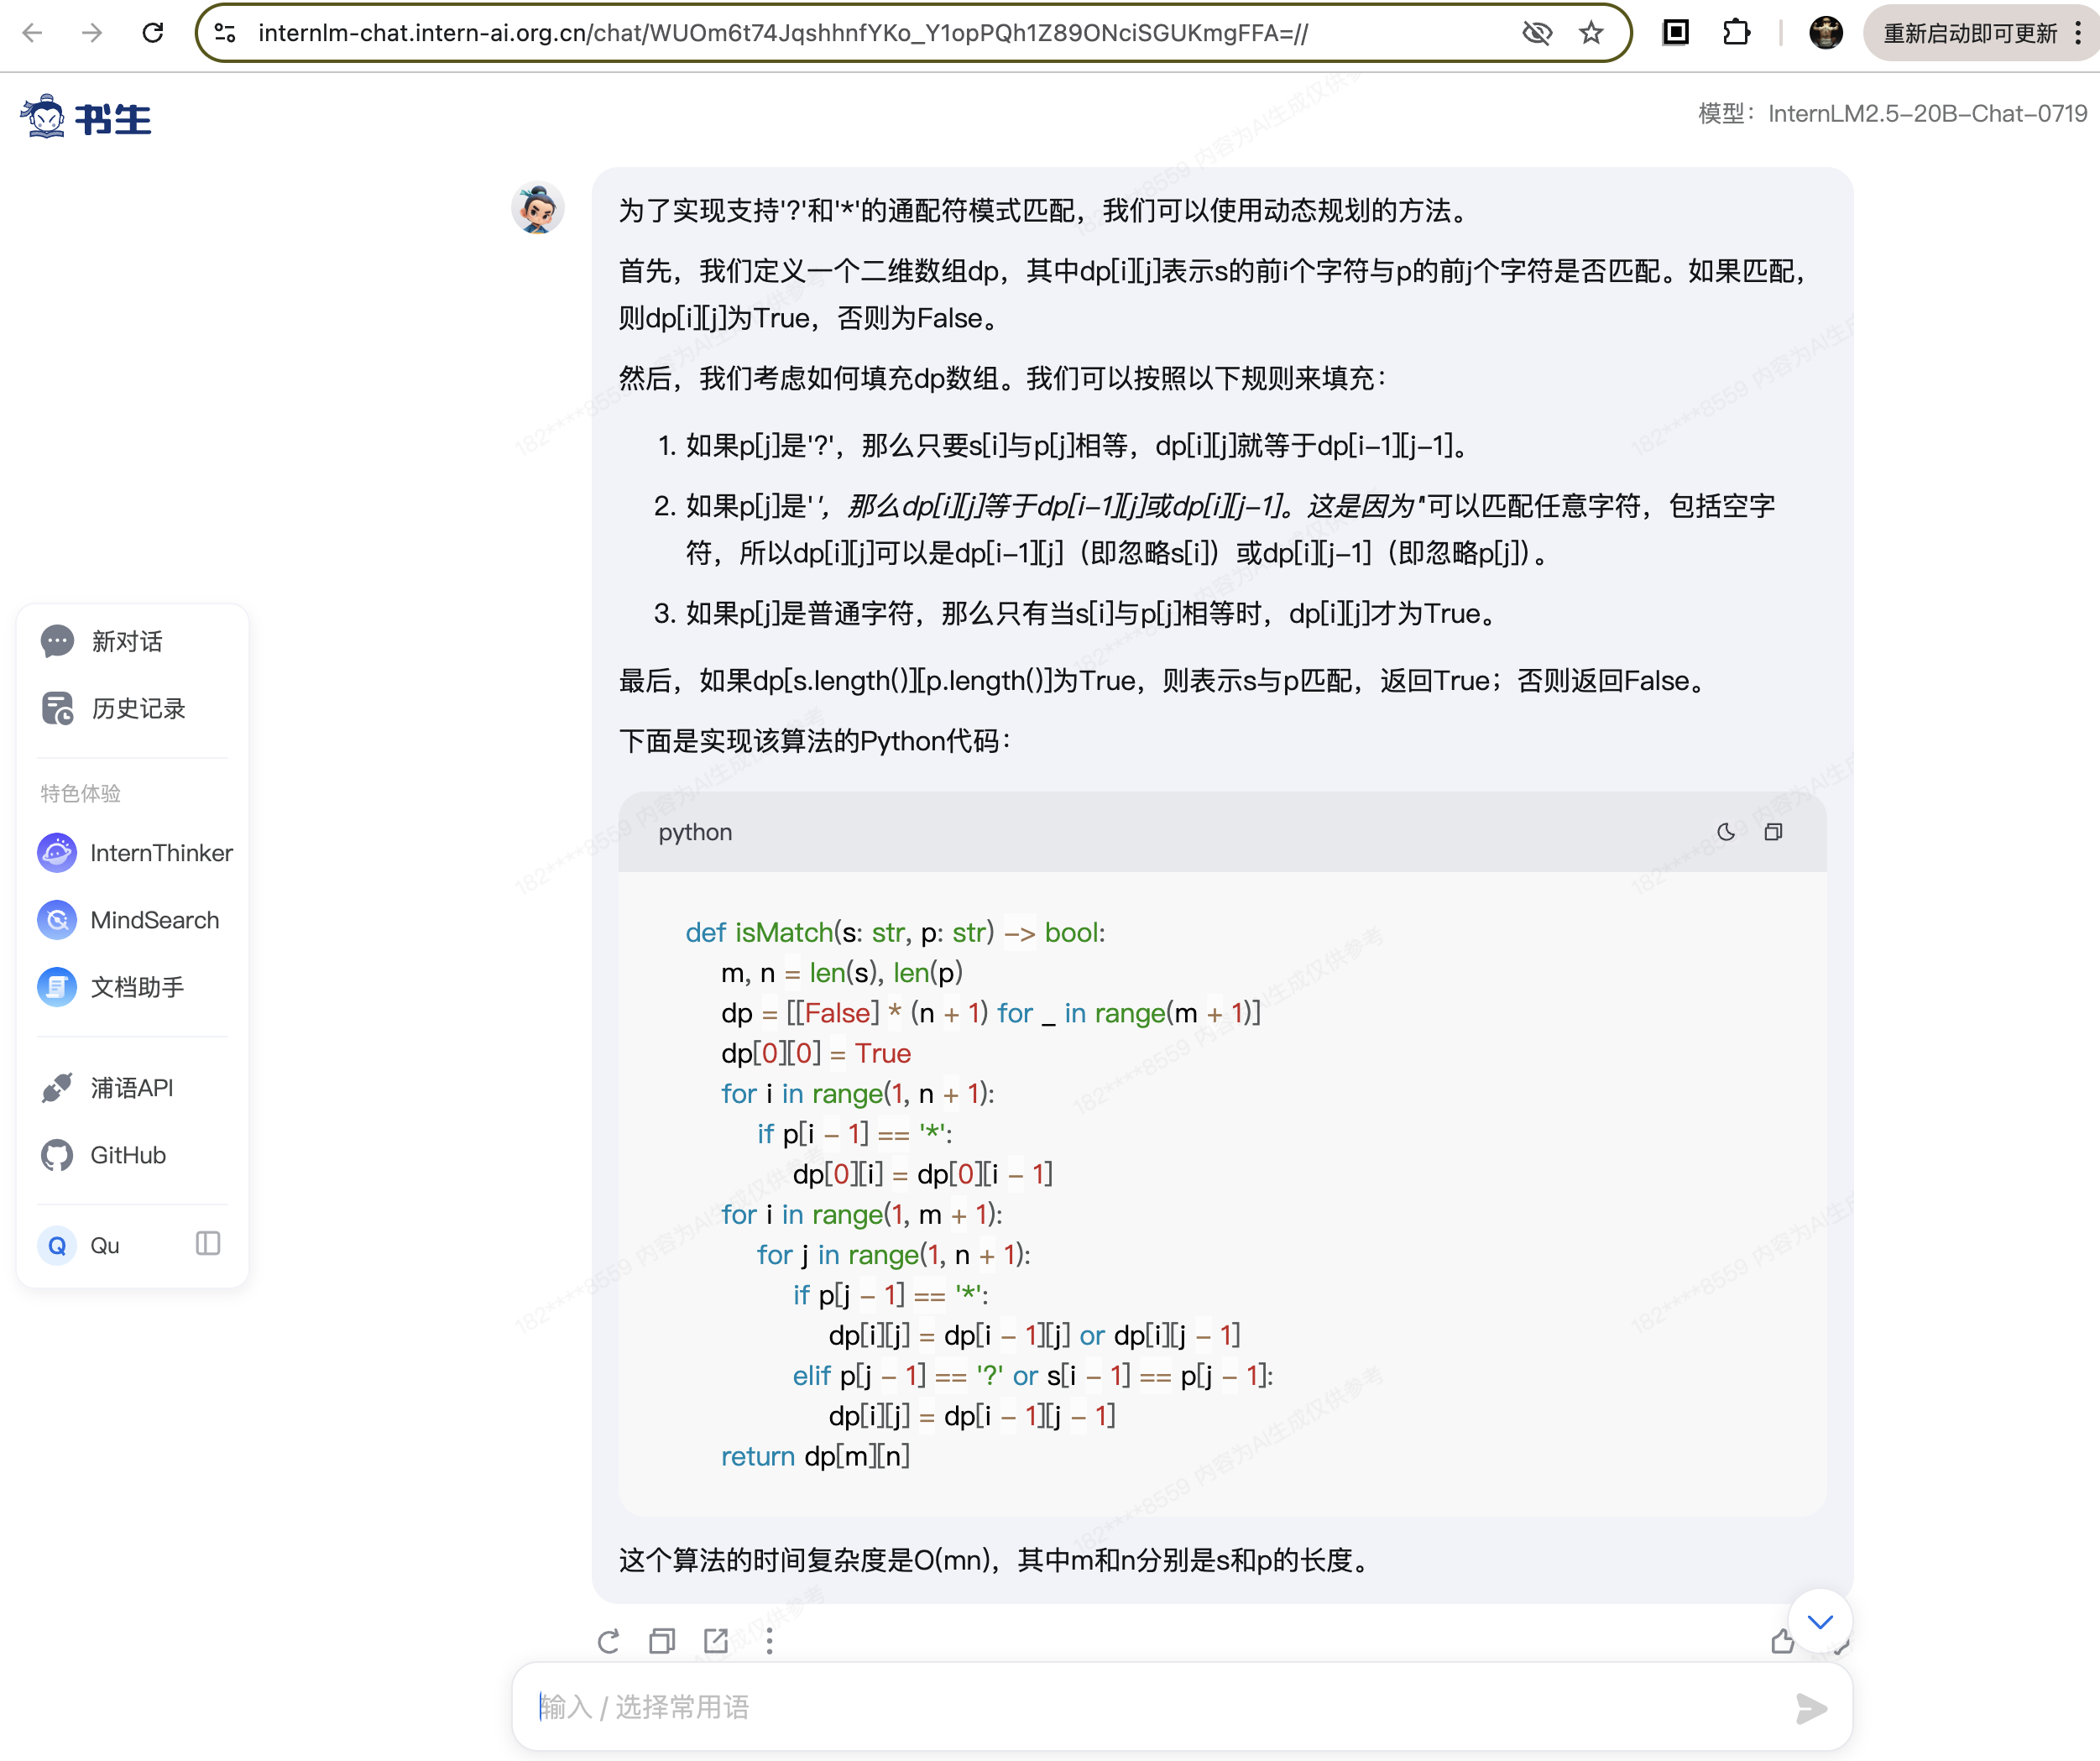 internlm-chat.intern-ai.org.cn/chat/WUOm6t74JqshhnfYKo_Y1opPQh1Z89ONciSGUKmgFFA=//
重新启动即可更新
书生
模型：InternLM2.5-20B-Chat-0719
为了实现支持'?'和'*'的通配符模式匹配，我们可以使用动态规划的方法。
首先，我们定义一个二维数组dp，其中dp[i][j]表示s的前i个字符与p的前j个字符是否匹配。如果匹配，
则dp[i][j]为True，否则为False。
然后，我们考虑如何填充dp数组。我们可以按照以下规则来填充：
1. 如果p[j]是'?'，那么只要s[i]与p[j]相等，dp[i][j]就等于dp[i-1][j-1]。
2. 如果p[j]是''，那么dp[i][j]等于dp[i-1][j]或dp[i][j-1]。这是因为''可以匹配任意字符，包括空字
符，所以dp[i][j]可以是dp[i-1][j]（即忽略s[i]）或dp[i][j-1]（即忽略p[j]）。
3. 如果p[j]是普通字符，那么只有当s[i]与p[j]相等时，dp[i][j]才为True。
最后，如果dp[s.length()][p.length()]为True，则表示s与p匹配，返回True；否则返回False。
下面是实现该算法的Python代码：
python
def isMatch(s: str, p: str) -> bool:
m, n = len(s), len(p)
dp = [[False] * (n + 1) for _ in range(m + 1)]
dp[0][0] = True
for i in range(1, n + 1):
if p[i - 1] == '*':
dp[0][i] = dp[0][i - 1]
for i in range(1, m + 1):
for j in range(1, n + 1):
if p[j - 1] == '*':
dp[i][j] = dp[i - 1][j] or dp[i][j - 1]
elif p[j - 1] == '?' or s[i - 1] == p[j - 1]:
dp[i][j] = dp[i - 1][j - 1]
return dp[m][n]
这个算法的时间复杂度是O(mn)，其中m和n分别是s和p的长度。
输入 / 选择常用语
新对话
历史记录
特色体验
InternThinker
MindSearch
文档助手
浦语API
GitHub
Q Qu
182****8559 内容为AI生成仅供参考